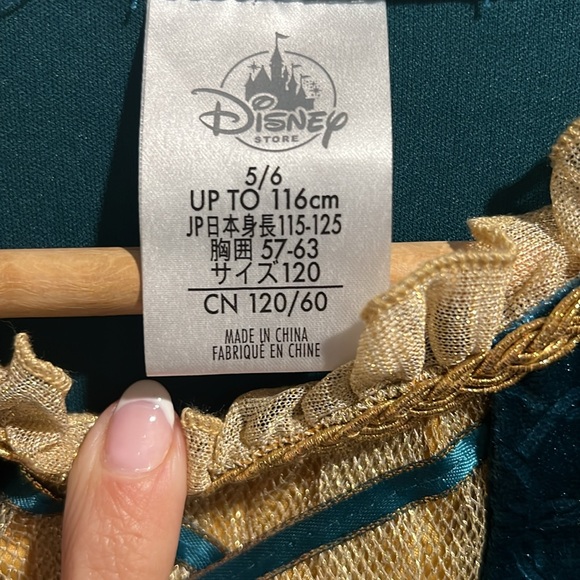 Disney
STORE
5/6
UP TO 116cm
JP日本身長115-125
胸囲 57-63
サイズ120
CN 120/60
MADE IN CHINA
FABRIQUÉ EN CHINE